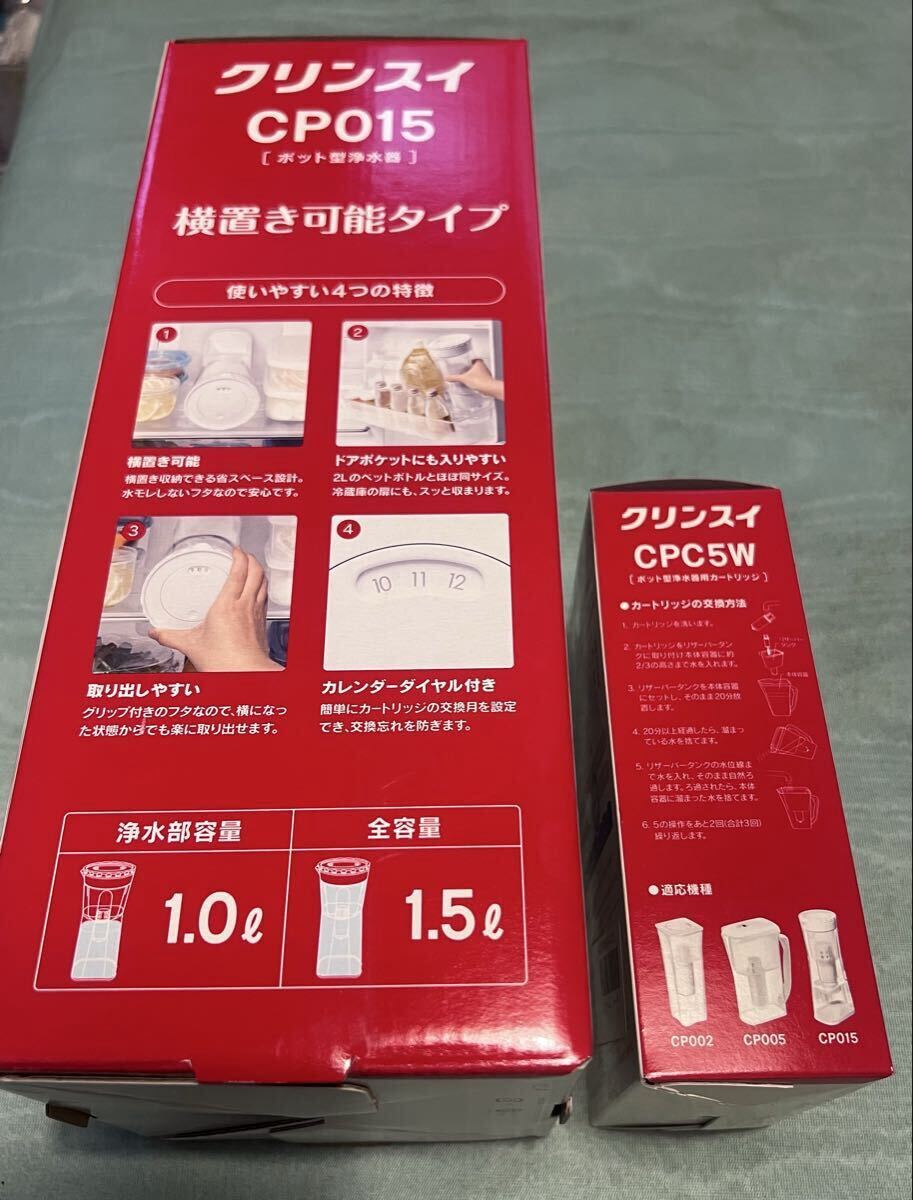 クリンスイ
CP015
[ ポット型浄水器 ]
横置き可能タイプ
使いやすい4つの特徴
1
横置き可能
横置き収納できる省スペース設計。
水モレしないフタなので安心です。
2
ドアポケットにも入りやすい
2Lのペットボトルとほぼ同サイズ。
冷蔵庫の扉にも、スッと収まります。
3
取り出しやすい
グリップ付きのフタなので、横になっ
た状態からでも楽に取り出せます。
4
10 11 12
カレンダーダイヤル付き
簡単にカートリッジの交換月を設定
でき、交換忘れを防ぎます。
浄水部容量
1.0ℓ
全容量
1.5ℓ
クリンスイ
CPC5W
[ ポット型浄水器用カートリッジ ]
●カートリッジの交換方法
1. カートリッジを洗います。
2. カートリッジをリザーバータン
クに取り付け本体容器に約
2/3の高さまで水を入れます。
3. リザーバータンクを本体容器
にセットし、そのまま20分放
置します。
4. 20分以上経過したら、溜まっ
ている水を捨てます。
5. リザーバータンクの水位線ま
で水を入れ、そのまま自然ろ
過します。ろ過されたら、本体
容器に溜まった水を捨てます。
6. 5の操作をあと2回(合計3回)
繰り返します。
リザーバー
タンク
本体容器
●適応機種
CP002
CP005
CP015